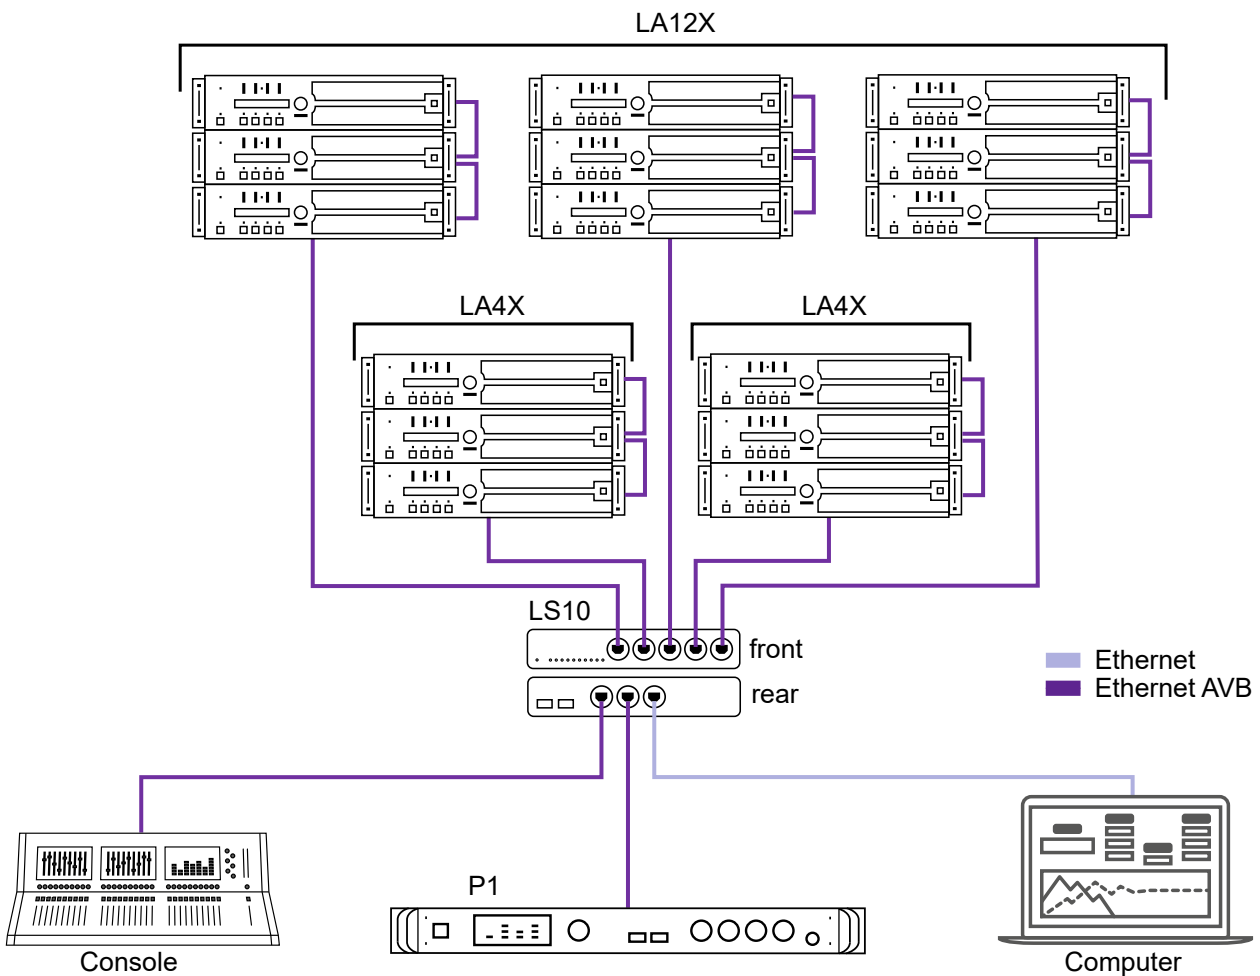 LA12X
LA4X
LA4X
LS10
front
rear
Ethernet
Ethernet AVB
P1
Console
Computer